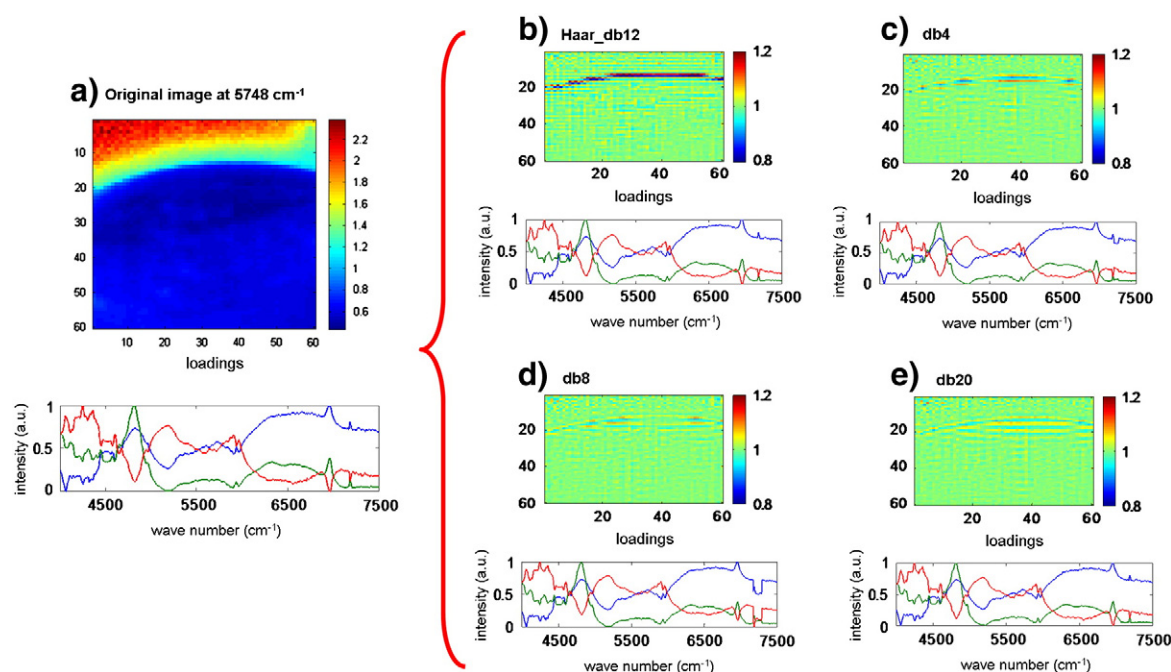 a) Original image at 5748 cm⁻¹
10
20
30
40
50
60
10 20 30 40 50 60
2.2
2
1.8
1.6
1.4
1.2
1
0.8
0.6
loadings
intensity (a.u.)
1
0.5
0
4500 5500 6500 7500
wave number (cm⁻¹)
b) Haar_db12
20
40
60
20 40 60
1.2
1
0.8
loadings
intensity (a.u.)
1
0.5
0
4500 5500 6500 7500
wave number (cm⁻¹)
c) db4
20
40
60
20 40 60
1.2
1
0.8
loadings
intensity (a.u.)
1
0.5
0
4500 5500 6500 7500
wave number (cm⁻¹)
d) db8
20
40
60
20 40 60
1.2
1
0.8
loadings
intensity (a.u.)
1
0.5
0
4500 5500 6500 7500
wave number (cm⁻¹)
e) db20
20
40
60
20 40 60
1.2
1
0.8
loadings
intensity (a.u.)
1
0.5
0
4500 5500 6500 7500
wave number (cm⁻¹)